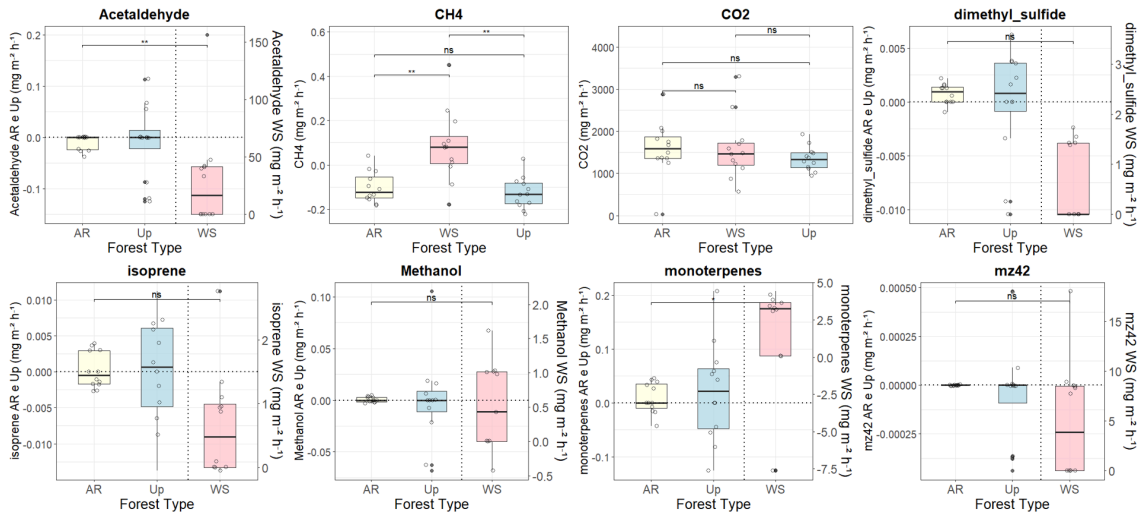 Acetaldehyde
Acetaldehyde AR e Up (mg m⁻² h⁻¹)
0.2
0.1
0.0
-0.1
**
150
100
50
0
Acetaldehyde WS (mg m⁻² h⁻¹)
AR Up WS
Forest Type
CH4
CH4 (mg m⁻² h⁻¹)
0.6
0.4
0.2
0.0
-0.2
**
ns
**
AR WS Up
Forest Type
CO2
CO2 (mg m⁻² h⁻¹)
4000
3000
2000
1000
0
ns
ns
ns
AR WS Up
Forest Type
dimethyl_sulfide
dimethyl_sulfide AR e Up (mg m⁻² h⁻¹)
0.005
0.000
-0.005
-0.010
ns
3
2
1
0
dimethyl_sulfide WS (mg m⁻² h⁻¹)
AR Up WS
Forest Type
isoprene
isoprene AR e Up (mg m⁻² h⁻¹)
0.010
0.005
0.000
-0.005
-0.010
ns
2
1
0
isoprene WS (mg m⁻² h⁻¹)
AR Up WS
Forest Type
Methanol
Methanol AR e Up (mg m⁻² h⁻¹)
0.10
0.05
0.00
-0.05
ns
2.0
1.5
1.0
0.5
0.0
-0.5
Methanol WS (mg m⁻² h⁻¹)
AR Up WS
Forest Type
monoterpenes
monoterpenes AR e Up (mg m⁻² h⁻¹)
0.2
0.1
0.0
-0.1
*
5.0
2.5
0.0
-2.5
-5.0
-7.5
monoterpenes WS (mg m⁻² h⁻¹)
AR Up WS
Forest Type
mz42
mz42 AR e Up (mg m⁻² h⁻¹)
0.00050
0.00025
0.00000
-0.00025
ns
15
10
5
0
mz42 WS (mg m⁻² h⁻¹)
AR Up WS
Forest Type